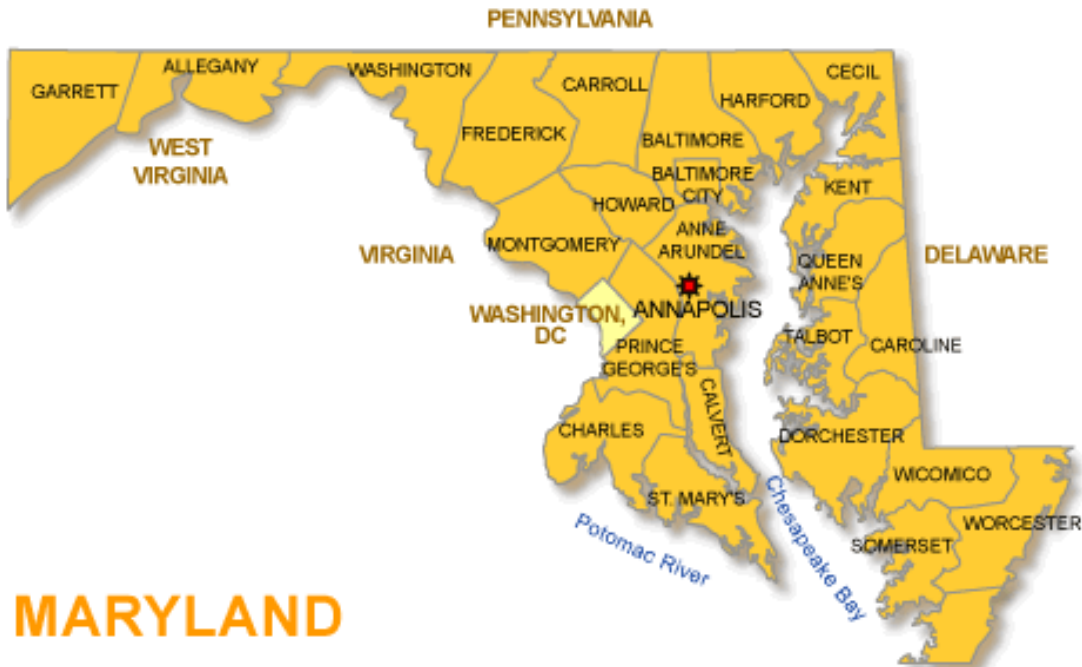 PENNSYLVANIA
GARRETT
ALLEGANY
WASHINGTON
FREDERICK
CARROLL
BALTIMORE
HARFORD
CECIL
WEST
VIRGINIA
BALTIMORE
CITY
KENT
HOWARD
VIRGINIA
MONTGOMERY
ANNE
ARUNDEL
QUEEN
ANNE'S
DELAWARE
WASHINGTON,
DC
ANNAPOLIS
PRINCE
GEORGE'S
TALBOT
CAROLINE
CALVERT
CHARLES
DORCHESTER
ST. MARY'S
WICOMICO
WORCESTER
SOMERSET
Potomac River
Chesapeake Bay
MARYLAND